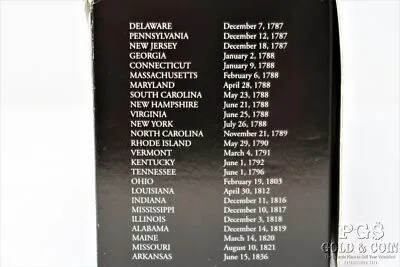 DELAWARE December 7, 1787
PENNSYLVANIA December 12, 1787
NEW JERSEY December 18, 1787
GEORGIA January 2, 1788
CONNECTICUT January 9, 1788
MASSACHUSETTS February 6, 1788
MARYLAND April 28, 1788
SOUTH CAROLINA May 23, 1788
NEW HAMPSHIRE June 21, 1788
VIRGINIA June 25, 1788
NEW YORK July 26, 1788
NORTH CAROLINA November 21, 1789
RHODE ISLAND May 29, 1790
VERMONT March 4, 1791
KENTUCKY June 1, 1792
TENNESSEE June 1, 1796
OHIO February 19, 1803
LOUISIANA April 30, 1812
INDIANA December 11, 1816
MISSISSIPPI December 10, 1817
ILLINOIS December 3, 1818
ALABAMA December 14, 1819
MAINE March 14, 1820
MISSOURI August 10, 1821
ARKANSAS June 15, 1836
PGS
GOLD & COIN